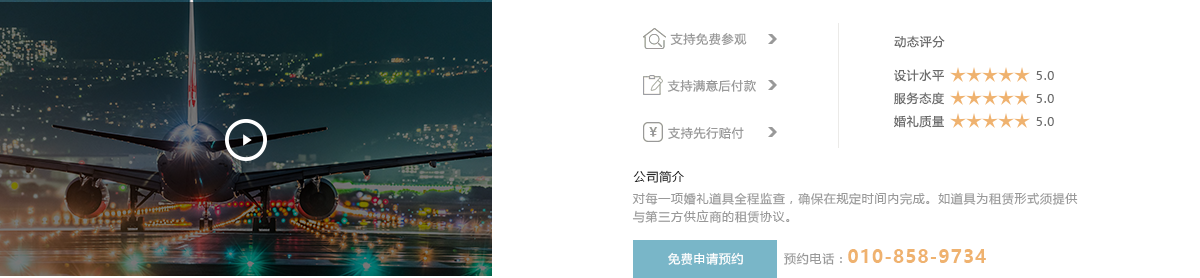 支持免费参观
支持满意后付款
¥ 支持先行赔付
动态评分
设计水平 ★★★★★ 5.0
服务态度 ★★★★★ 5.0
婚礼质量 ★★★★★ 5.0
公司简介
对每一项婚礼道具全程监查，确保在规定时间内完成。如道具为租赁形式须提供
与第三方供应商的租赁协议。
免费申请预约 预约电话：010-858-9734